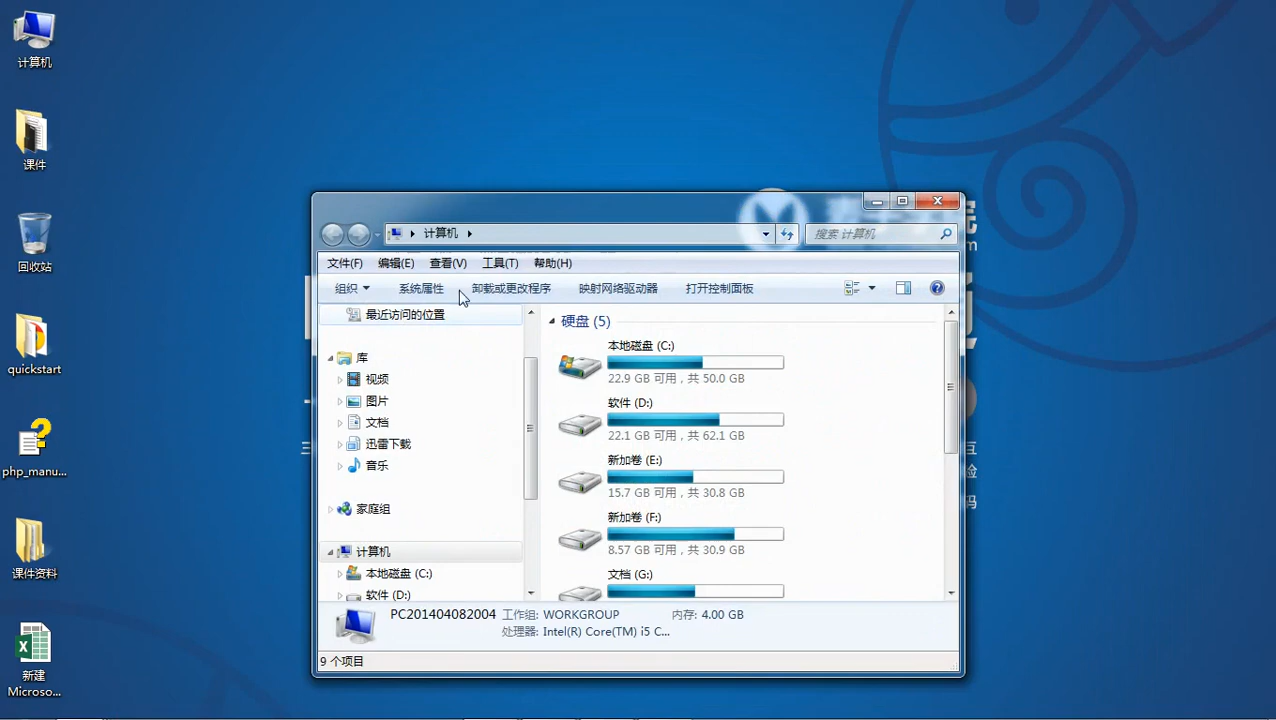 计算机
课件
回收站
quickstart
php_manu...
课件资料
新建
Microso...
计算机
搜索 计算机
文件(F) 编辑(E) 查看(V) 工具(T) 帮助(H)
组织 系统属性 卸载或更改程序 映射网络驱动器 打开控制面板
最近访问的位置
库
视频
图片
文档
迅雷下载
音乐
家庭组
计算机
本地磁盘 (C:)
软件 (D:)
硬盘 (5)
本地磁盘 (C:)
22.9 GB 可用，共 50.0 GB
软件 (D:)
22.1 GB 可用，共 62.1 GB
新加卷 (E:)
15.7 GB 可用，共 30.8 GB
新加卷 (F:)
8.57 GB 可用，共 30.9 GB
文档 (G:)
PC201404082004 工作组: WORKGROUP 内存: 4.00 GB
处理器: Intel(R) Core(TM) i5 C...
9 个项目
院
m
互
验
码